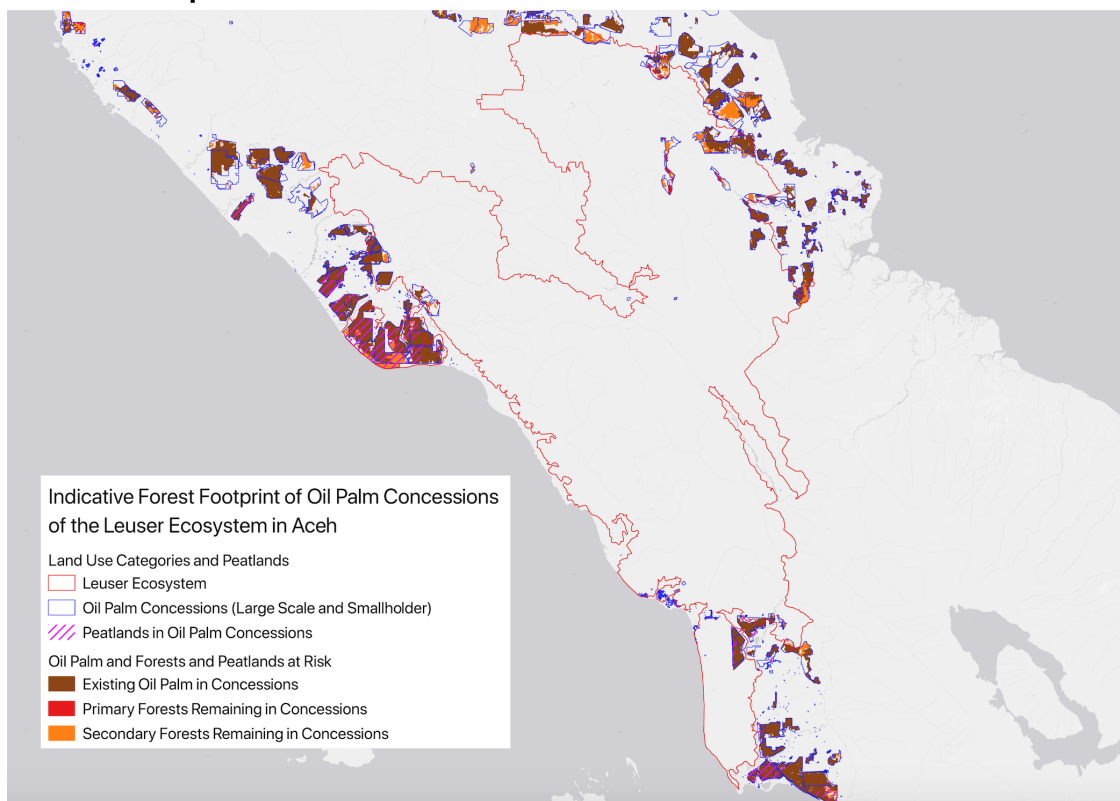 Indicative Forest Footprint of Oil Palm Concessions
of the Leuser Ecosystem in Aceh
Land Use Categories and Peatlands
Leuser Ecosystem
Oil Palm Concessions (Large Scale and Smallholder)
Peatlands in Oil Palm Concessions
Oil Palm and Forests and Peatlands at Risk
Existing Oil Palm in Concessions
Primary Forests Remaining in Concessions
Secondary Forests Remaining in Concessions